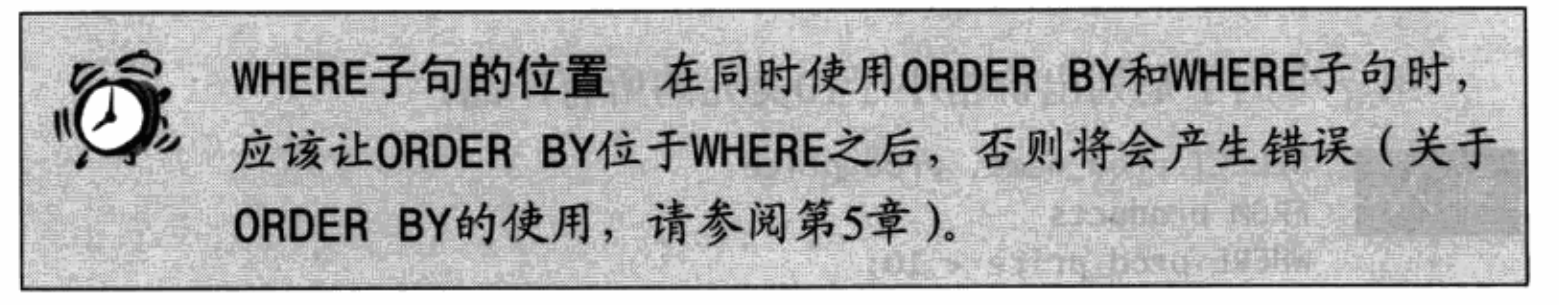 WHERE子句的位置 在同时使用ORDER BY和WHERE子句时，
应该让ORDER BY位于WHERE之后，否则将会产生错误（关于
ORDER BY的使用，请参阅第5章）。